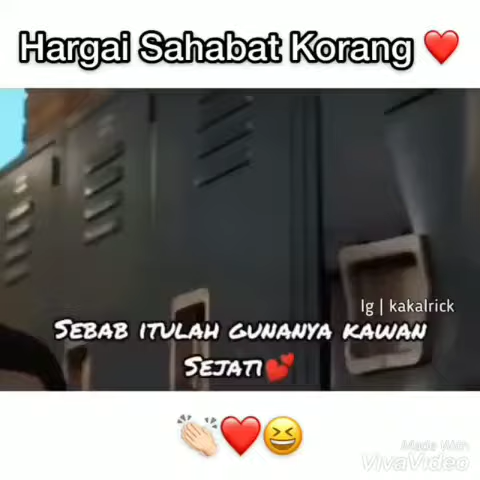 Hargai Sahabat Korang ❤️
Ig | kakalrick
SEBAB ITULAH GUNANYA KAWAN
SEJATI💕
👏🏻❤️😆
Made With
VivaVideo